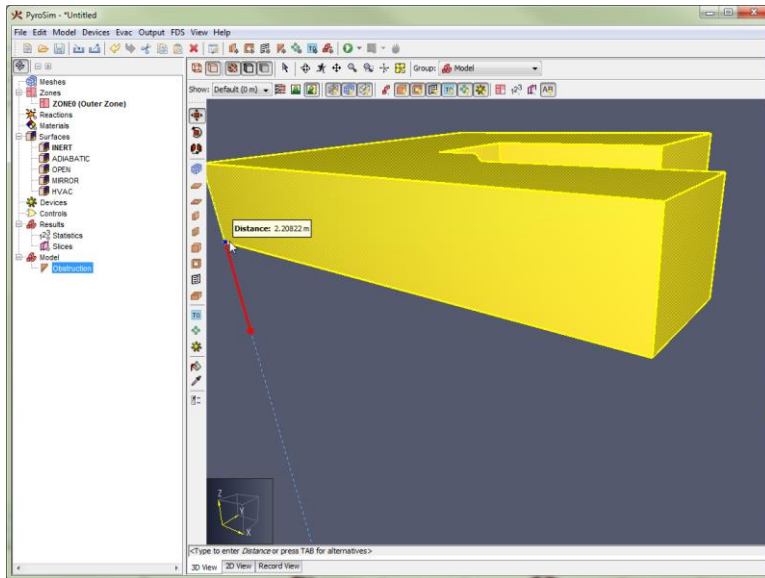 PyroSim - *Untitled
File Edit Model Devices Evac Output FDS View Help
Group: Model
Show: Default (0 m)
Meshes
Zones
ZONE0 (Outer Zone)
Reactions
Materials
Surfaces
INERT
ADIABATIC
OPEN
MIRROR
HVAC
Devices
Controls
Results
Statistics
Slices
Model
Obstruction
Distance: 2.20822 m
Z
Y
X
<Type to enter Distance or press TAB for alternatives>
3D View 2D View Record View